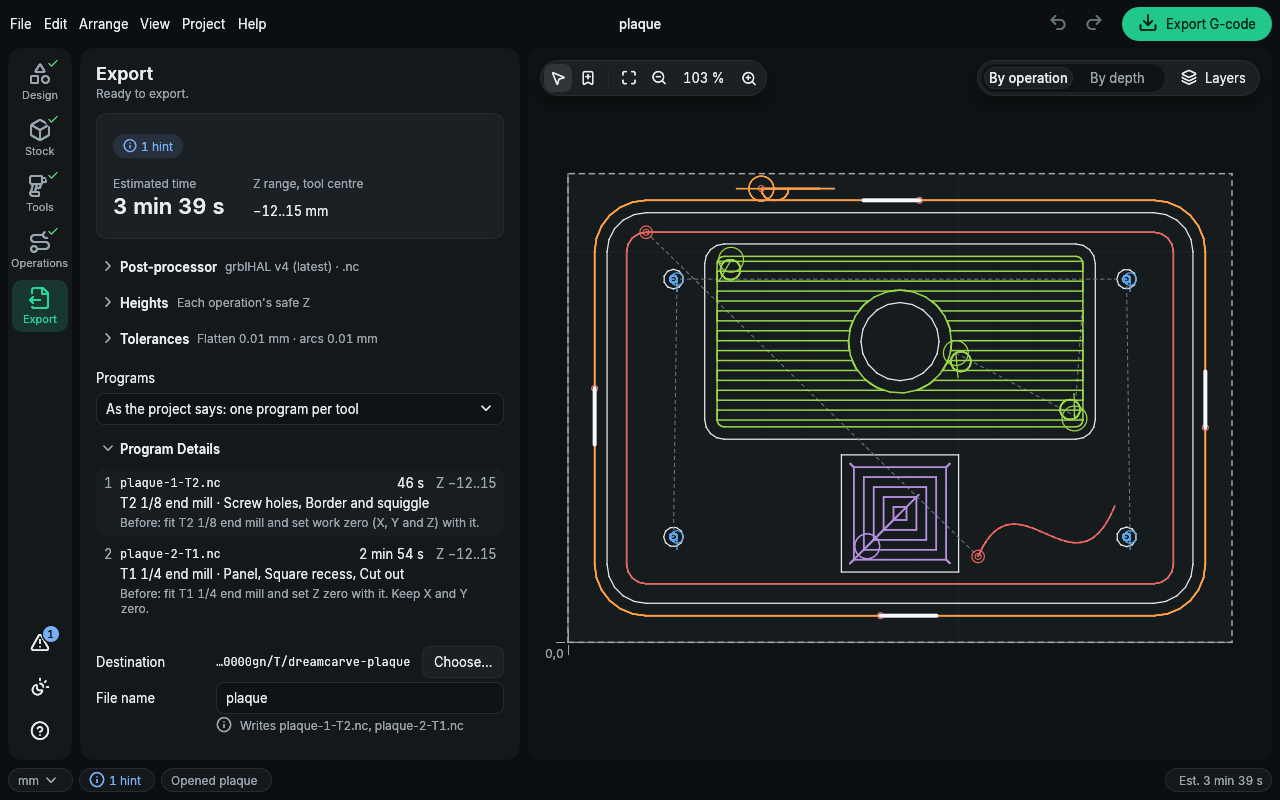 File Edit Arrange View Project Help
plaque
Export G-code
Design
Stock
Tools
Operations
Export
1
Export
Ready to export.
1 hint
Estimated time
3 min 39 s
Z range, tool centre
−12..15 mm
Post-processor grblHAL v4 (latest) · .nc
Heights Each operation's safe Z
Tolerances Flatten 0.01 mm · arcs 0.01 mm
Programs
As the project says: one program per tool
Program Details
1 plaque-1-T2.nc 46 s Z −12..15
T2 1/8 end mill · Screw holes, Border and squiggle
Before: fit T2 1/8 end mill and set work zero (X, Y and Z) with it.
2 plaque-2-T1.nc 2 min 54 s Z −12..15
T1 1/4 end mill · Panel, Square recess, Cut out
Before: fit T1 1/4 end mill and set Z zero with it. Keep X and Y
zero.
Destination …0000gn/T/dreamcarve-plaque Choose...
File name plaque
Writes plaque-1-T2.nc, plaque-2-T1.nc
103 %
By operation By depth Layers
0,0
mm 1 hint Opened plaque Est. 3 min 39 s